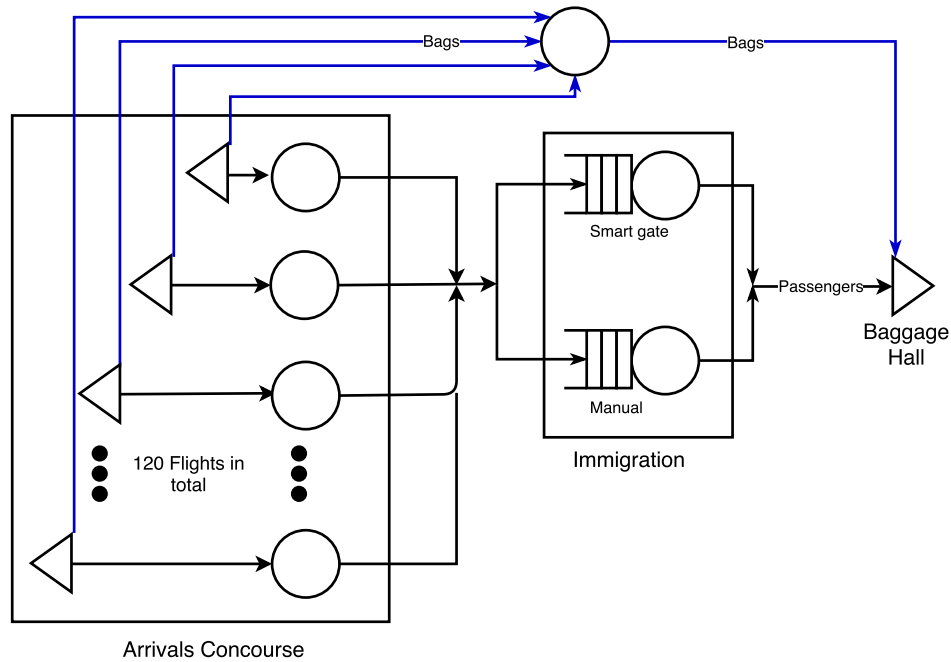 Bags
Bags
Smart gate
Passengers
Baggage
Hall
Manual
Immigration
120 Flights in
total
Arrivals Concourse